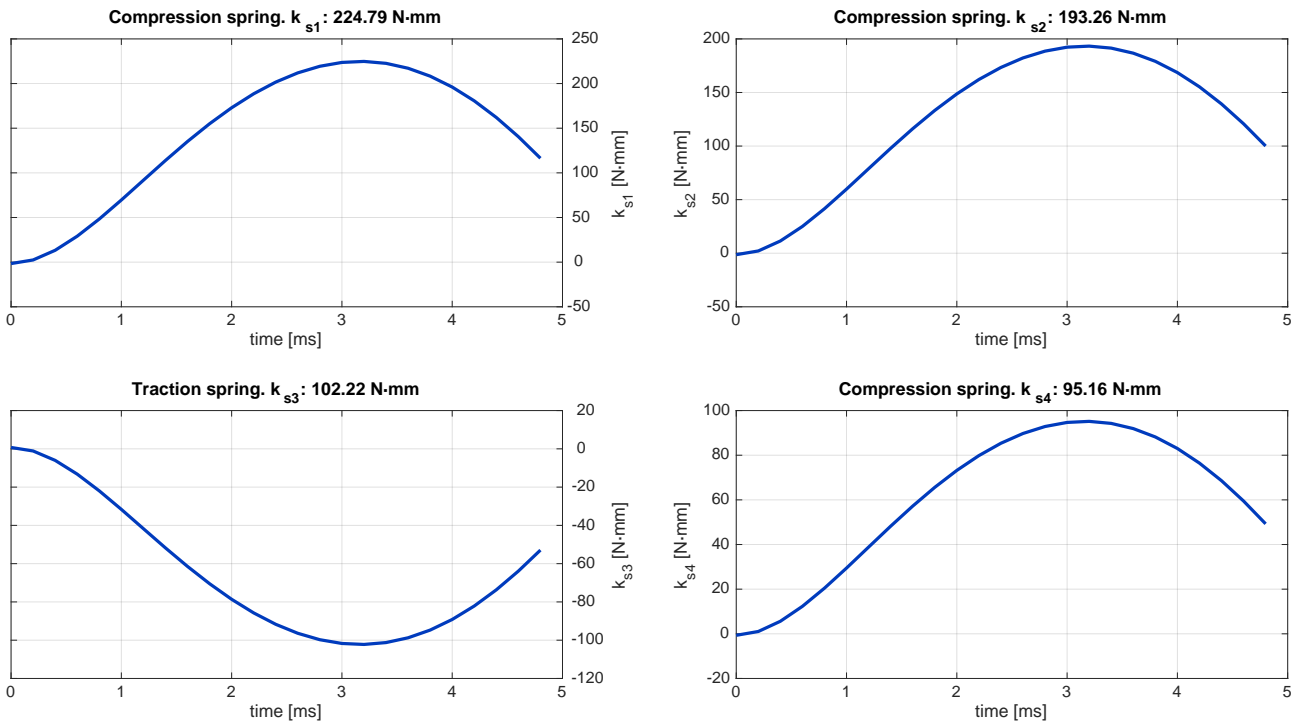 Compression spring. k s1: 224.79 N·mm
250
200
150
100
50
0
-50
k s1 [N·mm]
0 1 2 3 4 5
time [ms]
Compression spring. k s2: 193.26 N·mm
200
150
100
50
0
-50
k s2 [N·mm]
0 1 2 3 4 5
time [ms]
Traction spring. k s3: 102.22 N·mm
20
0
-20
-40
-60
-80
-100
-120
k s3 [N·mm]
0 1 2 3 4 5
time [ms]
Compression spring. k s4: 95.16 N·mm
100
80
60
40
20
0
-20
k s4 [N·mm]
0 1 2 3 4 5
time [ms]